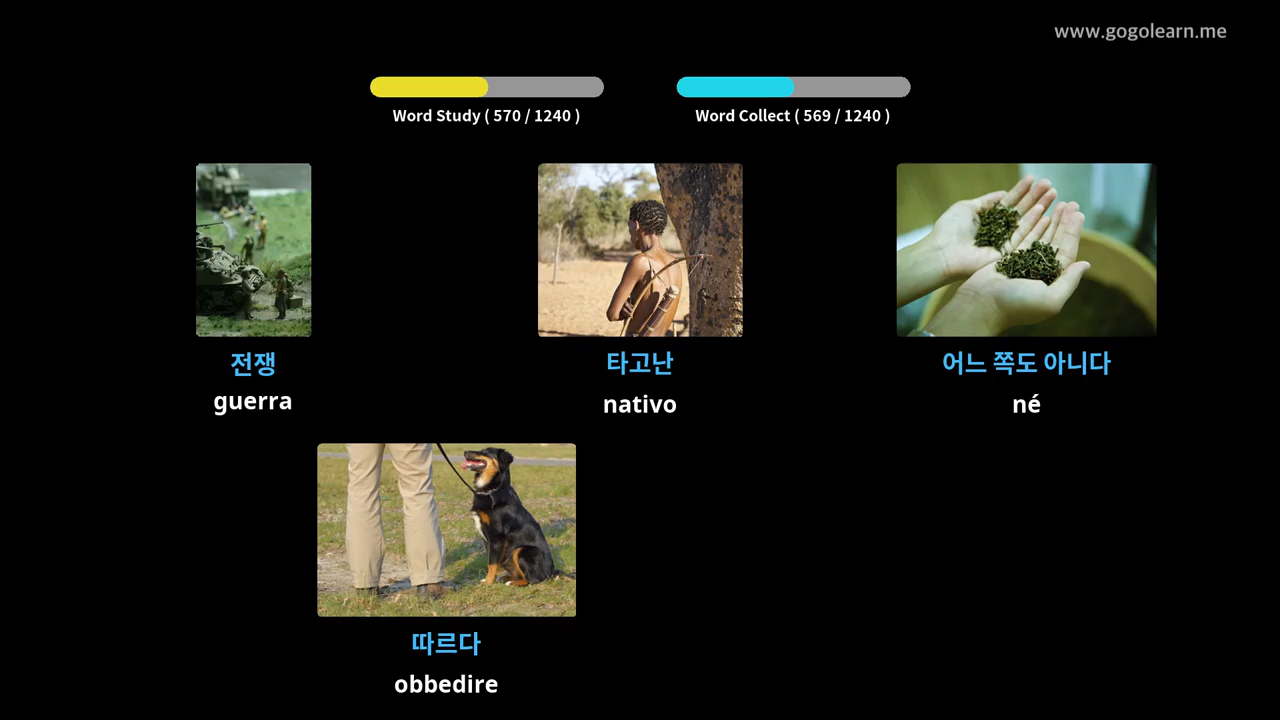 www.gogolearn.me
Word Study ( 570 / 1240 )
Word Collect ( 569 / 1240 )
전쟁
guerra
타고난
nativo
어느 쪽도 아니다
né
따르다
obbedire